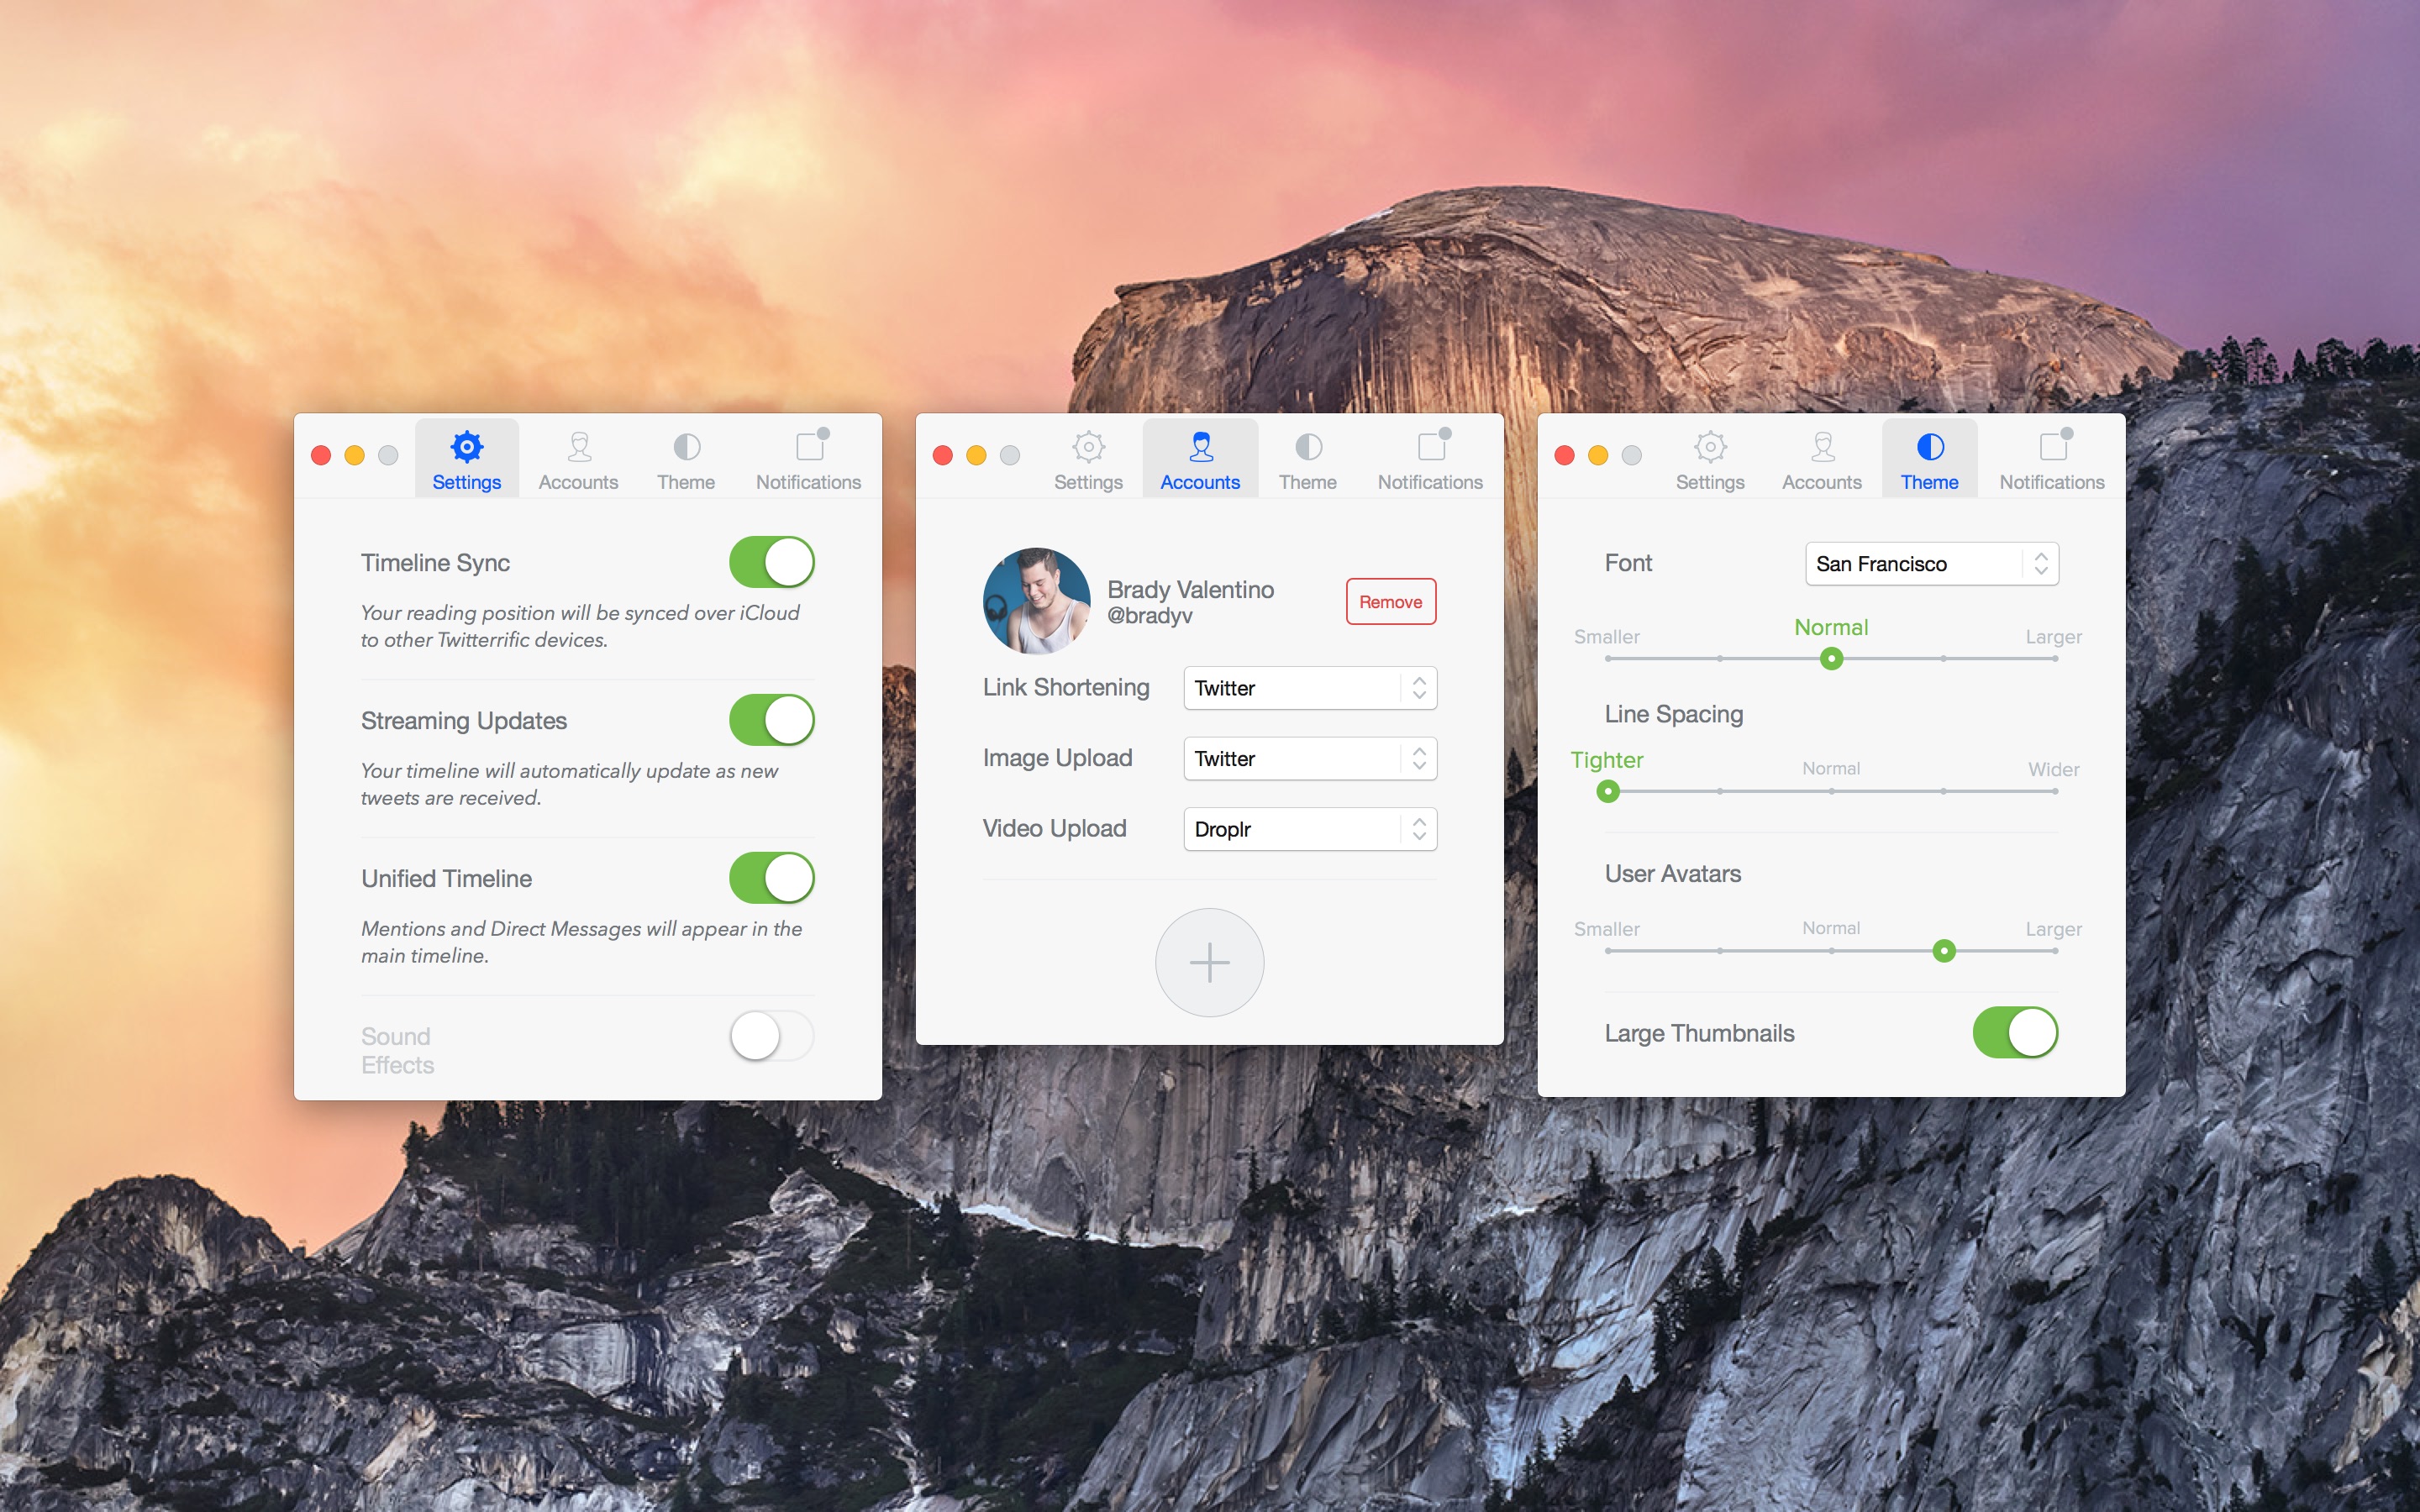 Settings
Accounts
Theme
Notifications
Timeline Sync
Your reading position will be synced over iCloud
to other Twitterrific devices.
Streaming Updates
Your timeline will automatically update as new
tweets are received.
Unified Timeline
Mentions and Direct Messages will appear in the
main timeline.
Sound
Effects
Settings
Accounts
Theme
Notifications
Brady Valentino
@bradyv
Remove
Link Shortening
Twitter
Image Upload
Twitter
Video Upload
Droplr
Settings
Accounts
Theme
Notifications
Font
San Francisco
Smaller
Normal
Larger
Line Spacing
Tighter
Normal
Wider
User Avatars
Smaller
Normal
Larger
Large Thumbnails